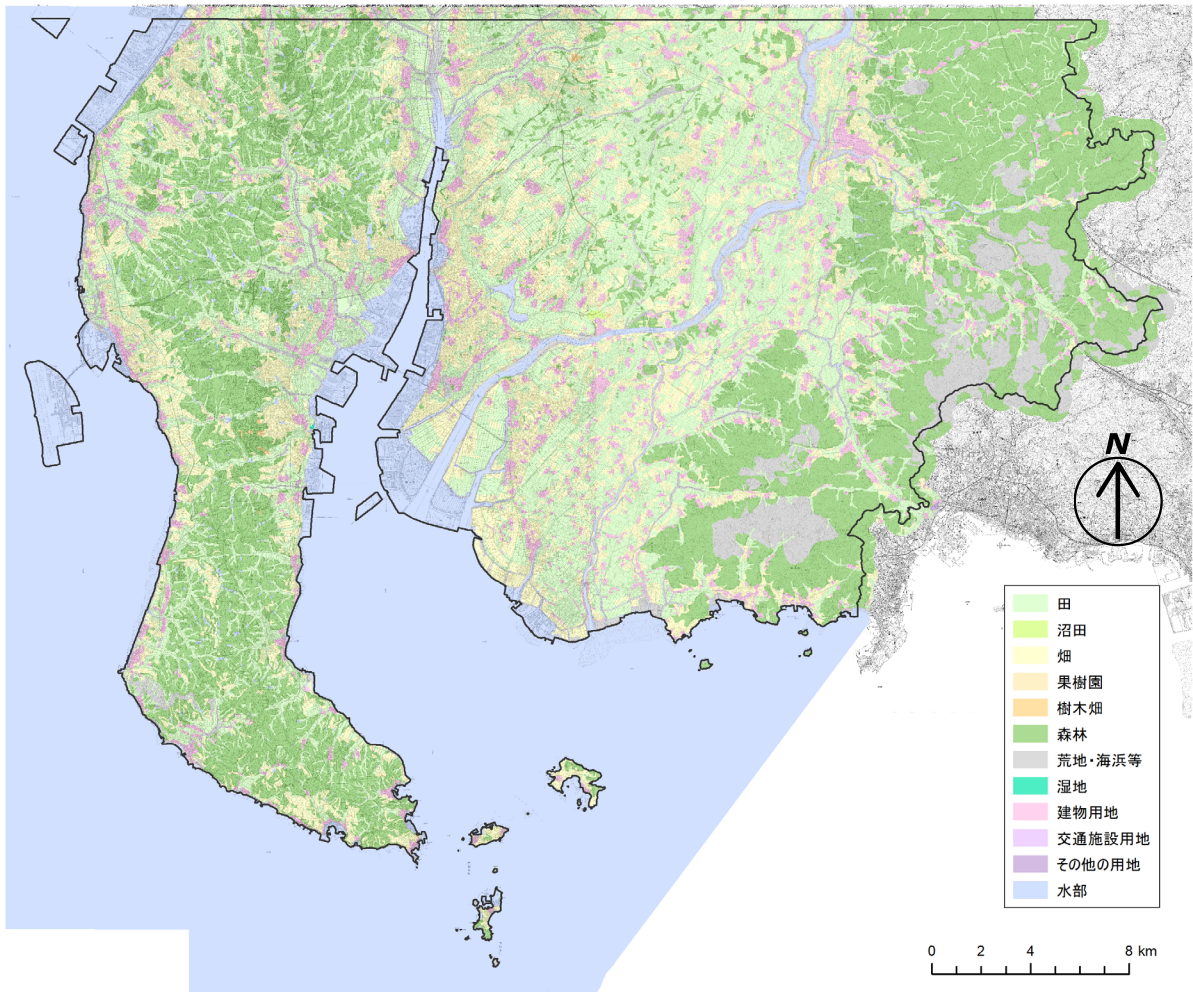 N
田
沼田
畑
果樹園
樹木畑
森林
荒地・海浜等
湿地
建物用地
交通施設用地
その他の用地
水部
0 2 4 8 km